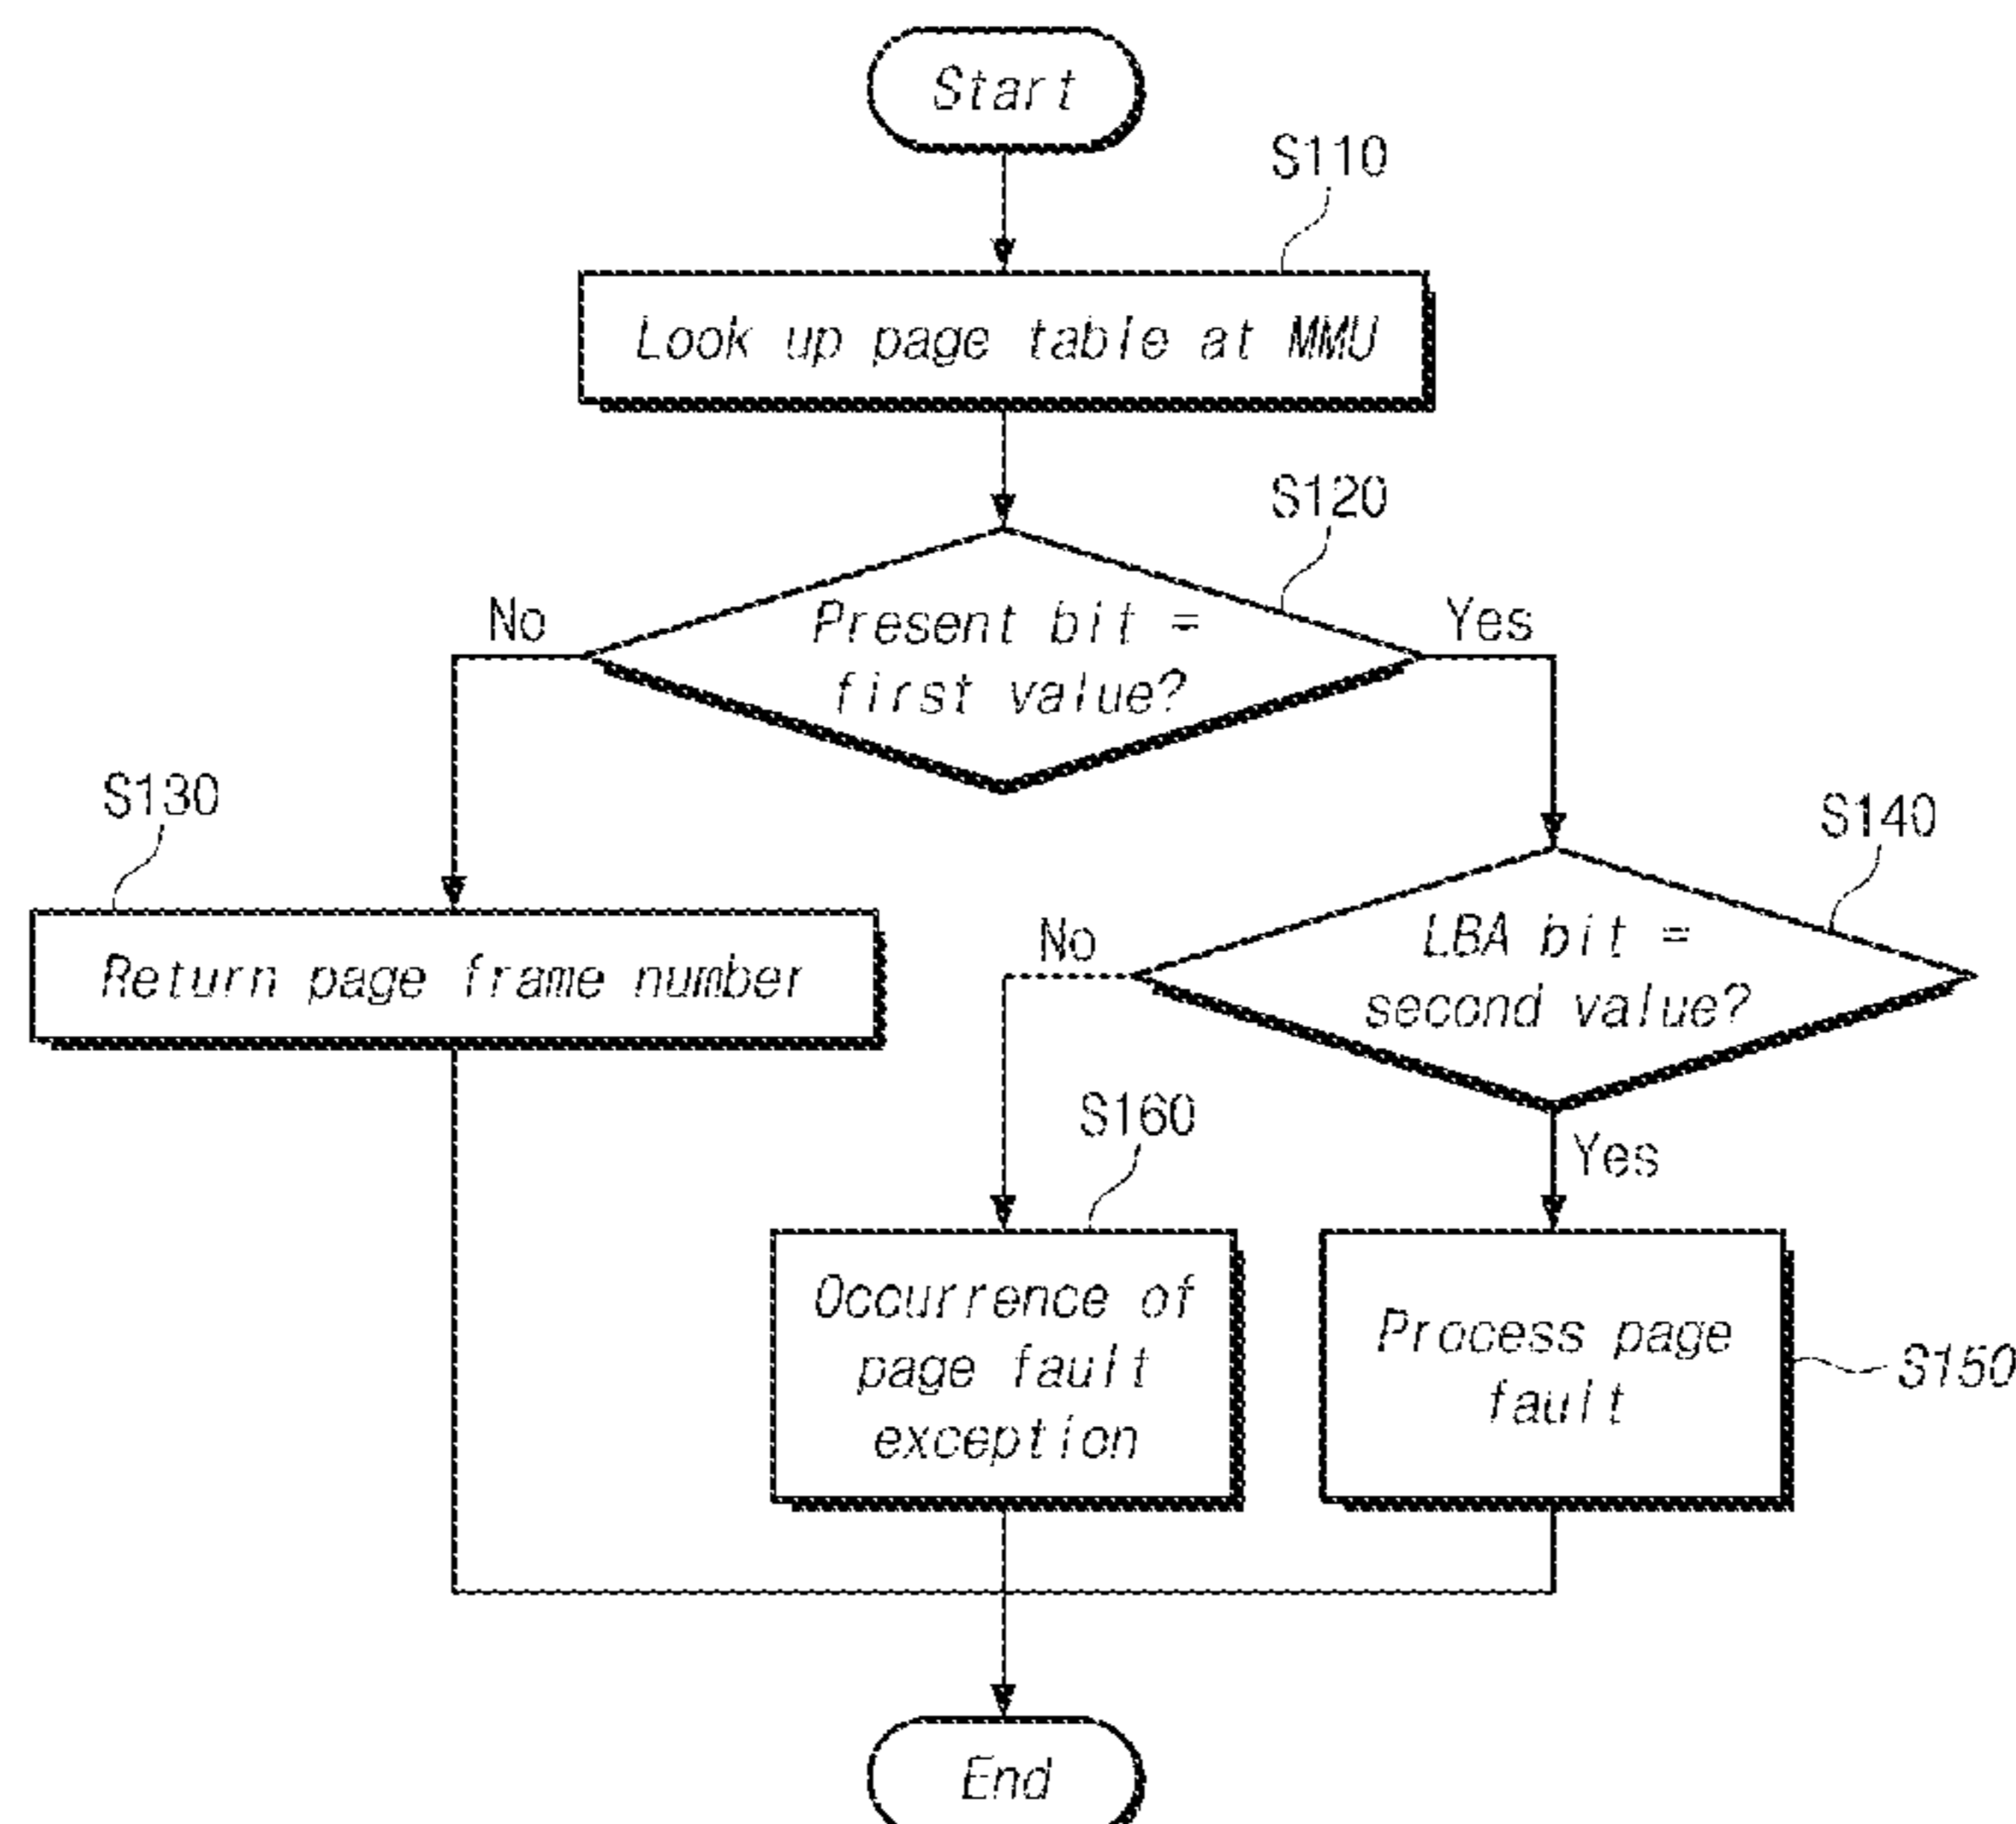 Start
S110
Look up page table at MMU
S120
No
Present bit =
first value?
Yes
S130
S140
Return page frame number
No
LBA bit =
second value?
S160
Yes
Occurrence of
page fault
exception
Process page
fault
S150
End